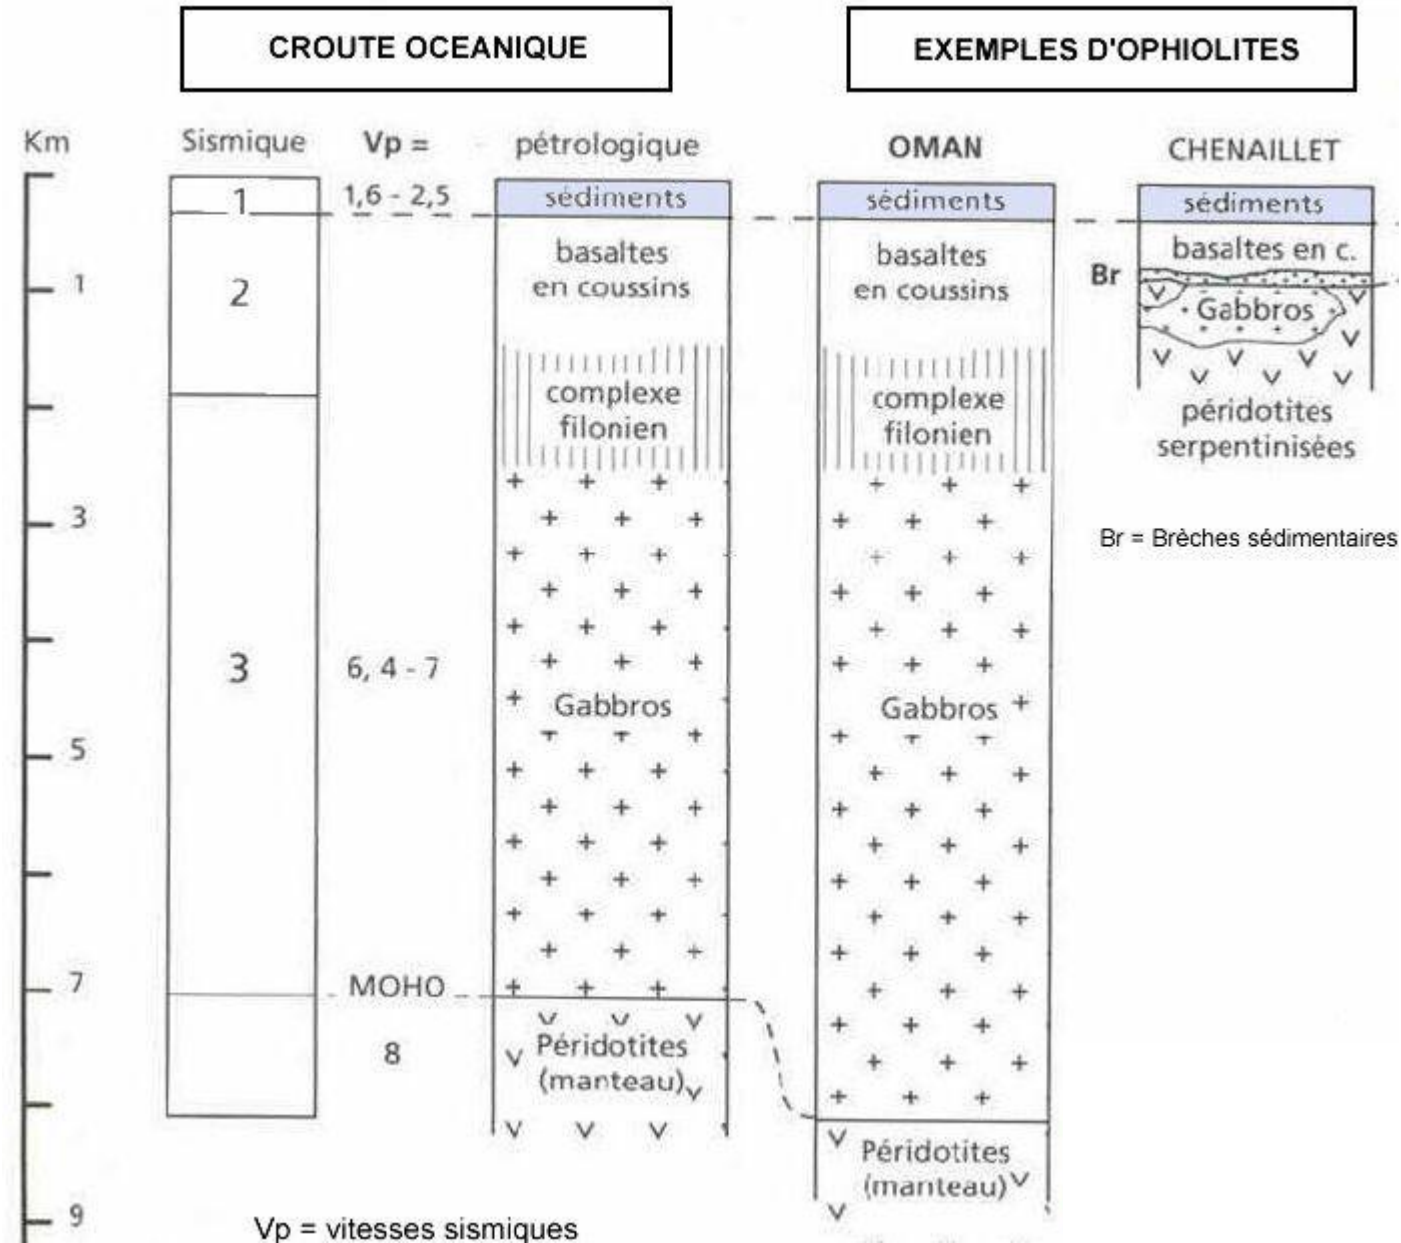 CROUTE OCEANIQUE
EXEMPLES D'OPHIOLITES
Km
Sismique
Vp =
pétrologique
OMAN
CHENAILLET
1
1,6 - 2,5
sédiments
sédiments
sédiments
2
basaltes
en coussins
basaltes
en coussins
basaltes en c.
Br
Gabbros
1
complexe
filonien
complexe
filonien
péridotites
serpentinisées
3
Br = Brèches sédimentaires
3
6, 4 - 7
Gabbros
Gabbros
5
7
MOHO
8
Péridotites
(manteau)
Péridotites
(manteau)
9
Vp = vitesses sismiques